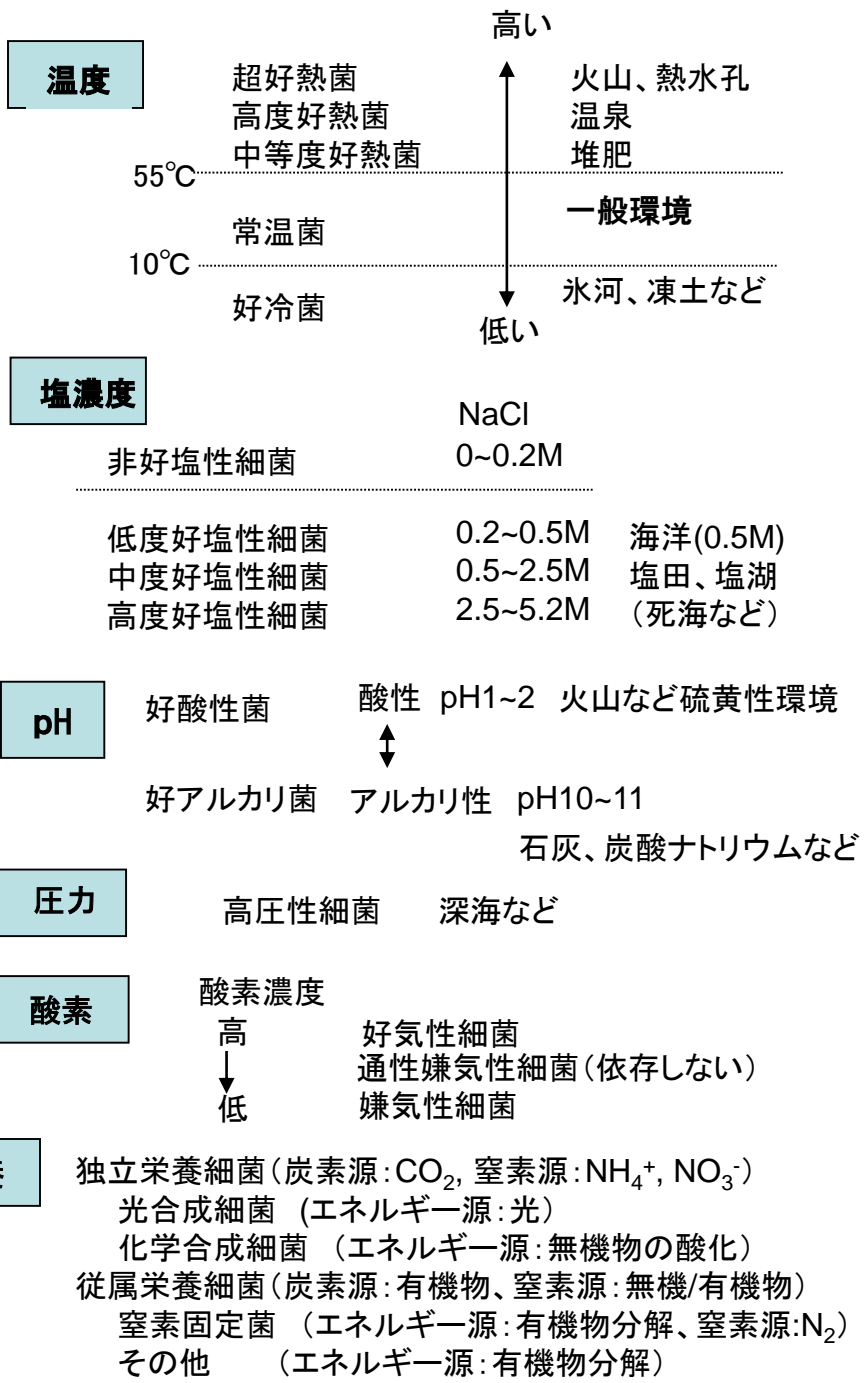 高い
温度
超好熱菌 火山、熱水孔
高度好熱菌 温泉
中等度好熱菌 堆肥
55℃
一般環境
常温菌
10℃
好冷菌 氷河、凍土など
低い
塩濃度
NaCl
非好塩性細菌 0~0.2M
低度好塩性細菌 0.2~0.5M 海洋(0.5M)
中度好塩性細菌 0.5~2.5M 塩田、塩湖
高度好塩性細菌 2.5~5.2M （死海など）
pH
好酸性菌 酸性 pH1~2 火山など硫黄性環境
好アルカリ菌 アルカリ性 pH10~11
石灰、炭酸ナトリウムなど
圧力
高圧性細菌 深海など
酸素
酸素濃度
高 好気性細菌
通性嫌気性細菌（依存しない）
低 嫌気性細菌
独立栄養細菌（炭素源：CO₂, 窒素源：NH₄⁺, NO₃⁻）
光合成細菌 (エネルギー源：光）
化学合成細菌 （エネルギー源：無機物の酸化）
従属栄養細菌（炭素源：有機物、窒素源：無機/有機物）
窒素固定菌 （エネルギー源：有機物分解、窒素源:N₂）
その他 （エネルギー源：有機物分解）